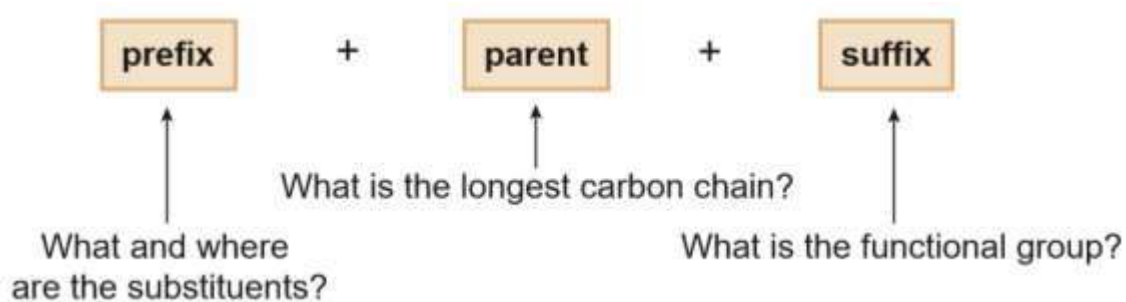 prefix + parent + suffix
What is the longest carbon chain?
What and where
are the substituents?
What is the functional group?